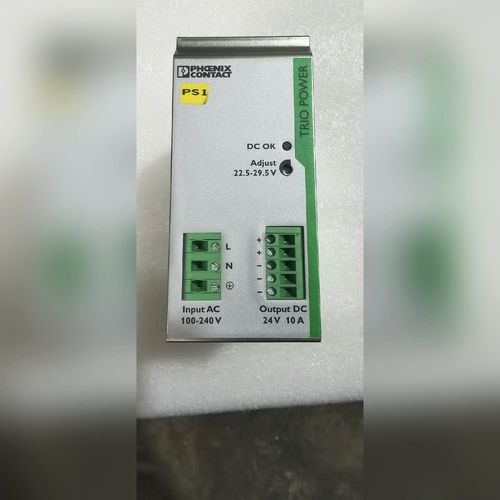 PHŒNIX
CONTACT
PS1
TRIO POWER
DC OK
Adjust
22.5-29.5 V
L
N
+
+
−
−
−
Input AC
100-240 V
Output DC
24 V 10 A